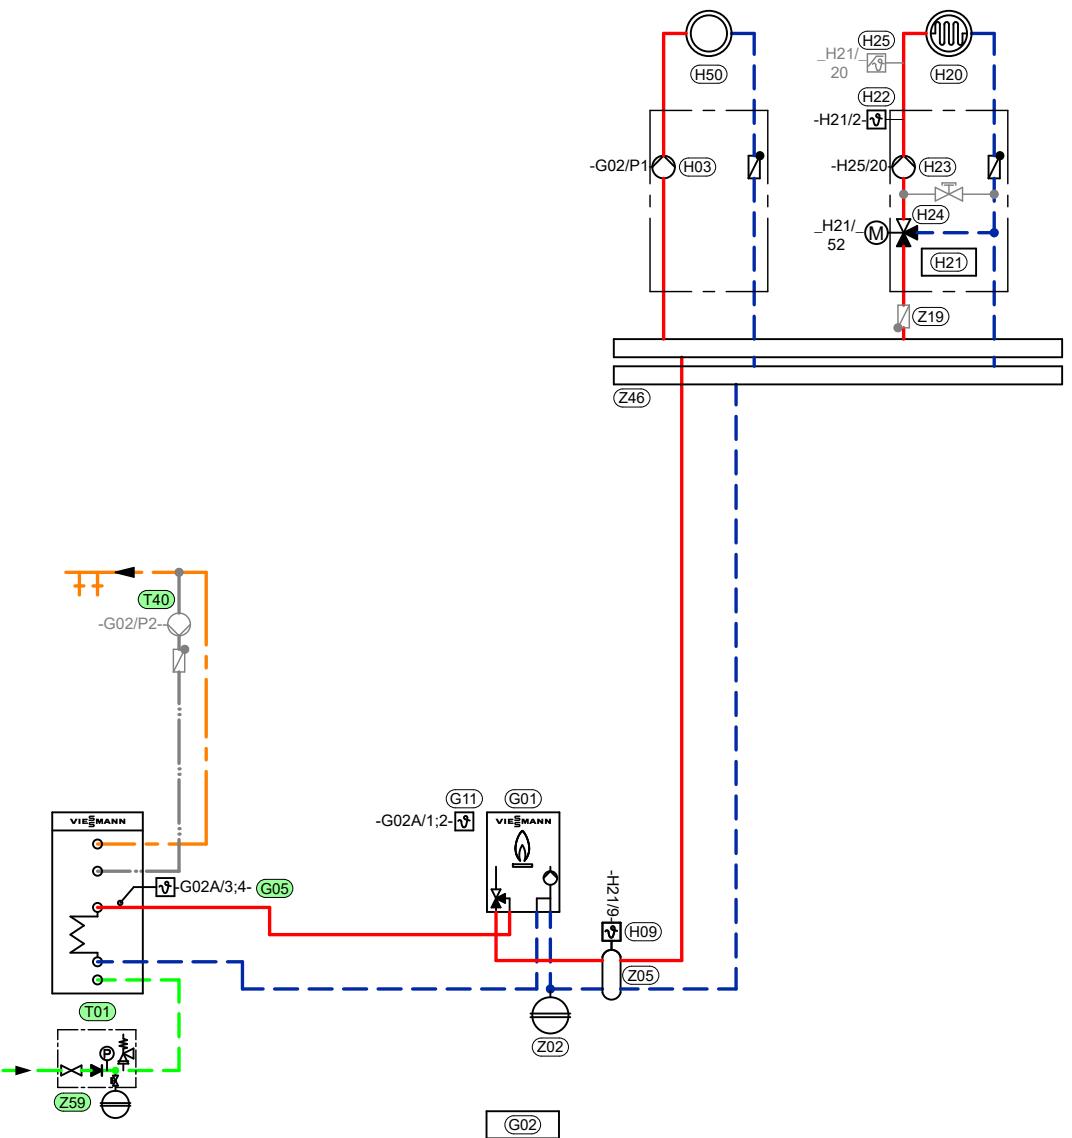 H25
_H21/_
20
H50
H20
H22
-H21/2-
-G02/P1
H03
-H25/20-
H23
H24
_H21/_
52
M
H21
Z19
Z46
T40
-G02/P2--
G11
G01
-G02A/1;2-
VIESMANN
VIESMANN
-G02A/3;4-
G05
-H21/9-
H09
Z05
T01
Z02
P
Z59
G02